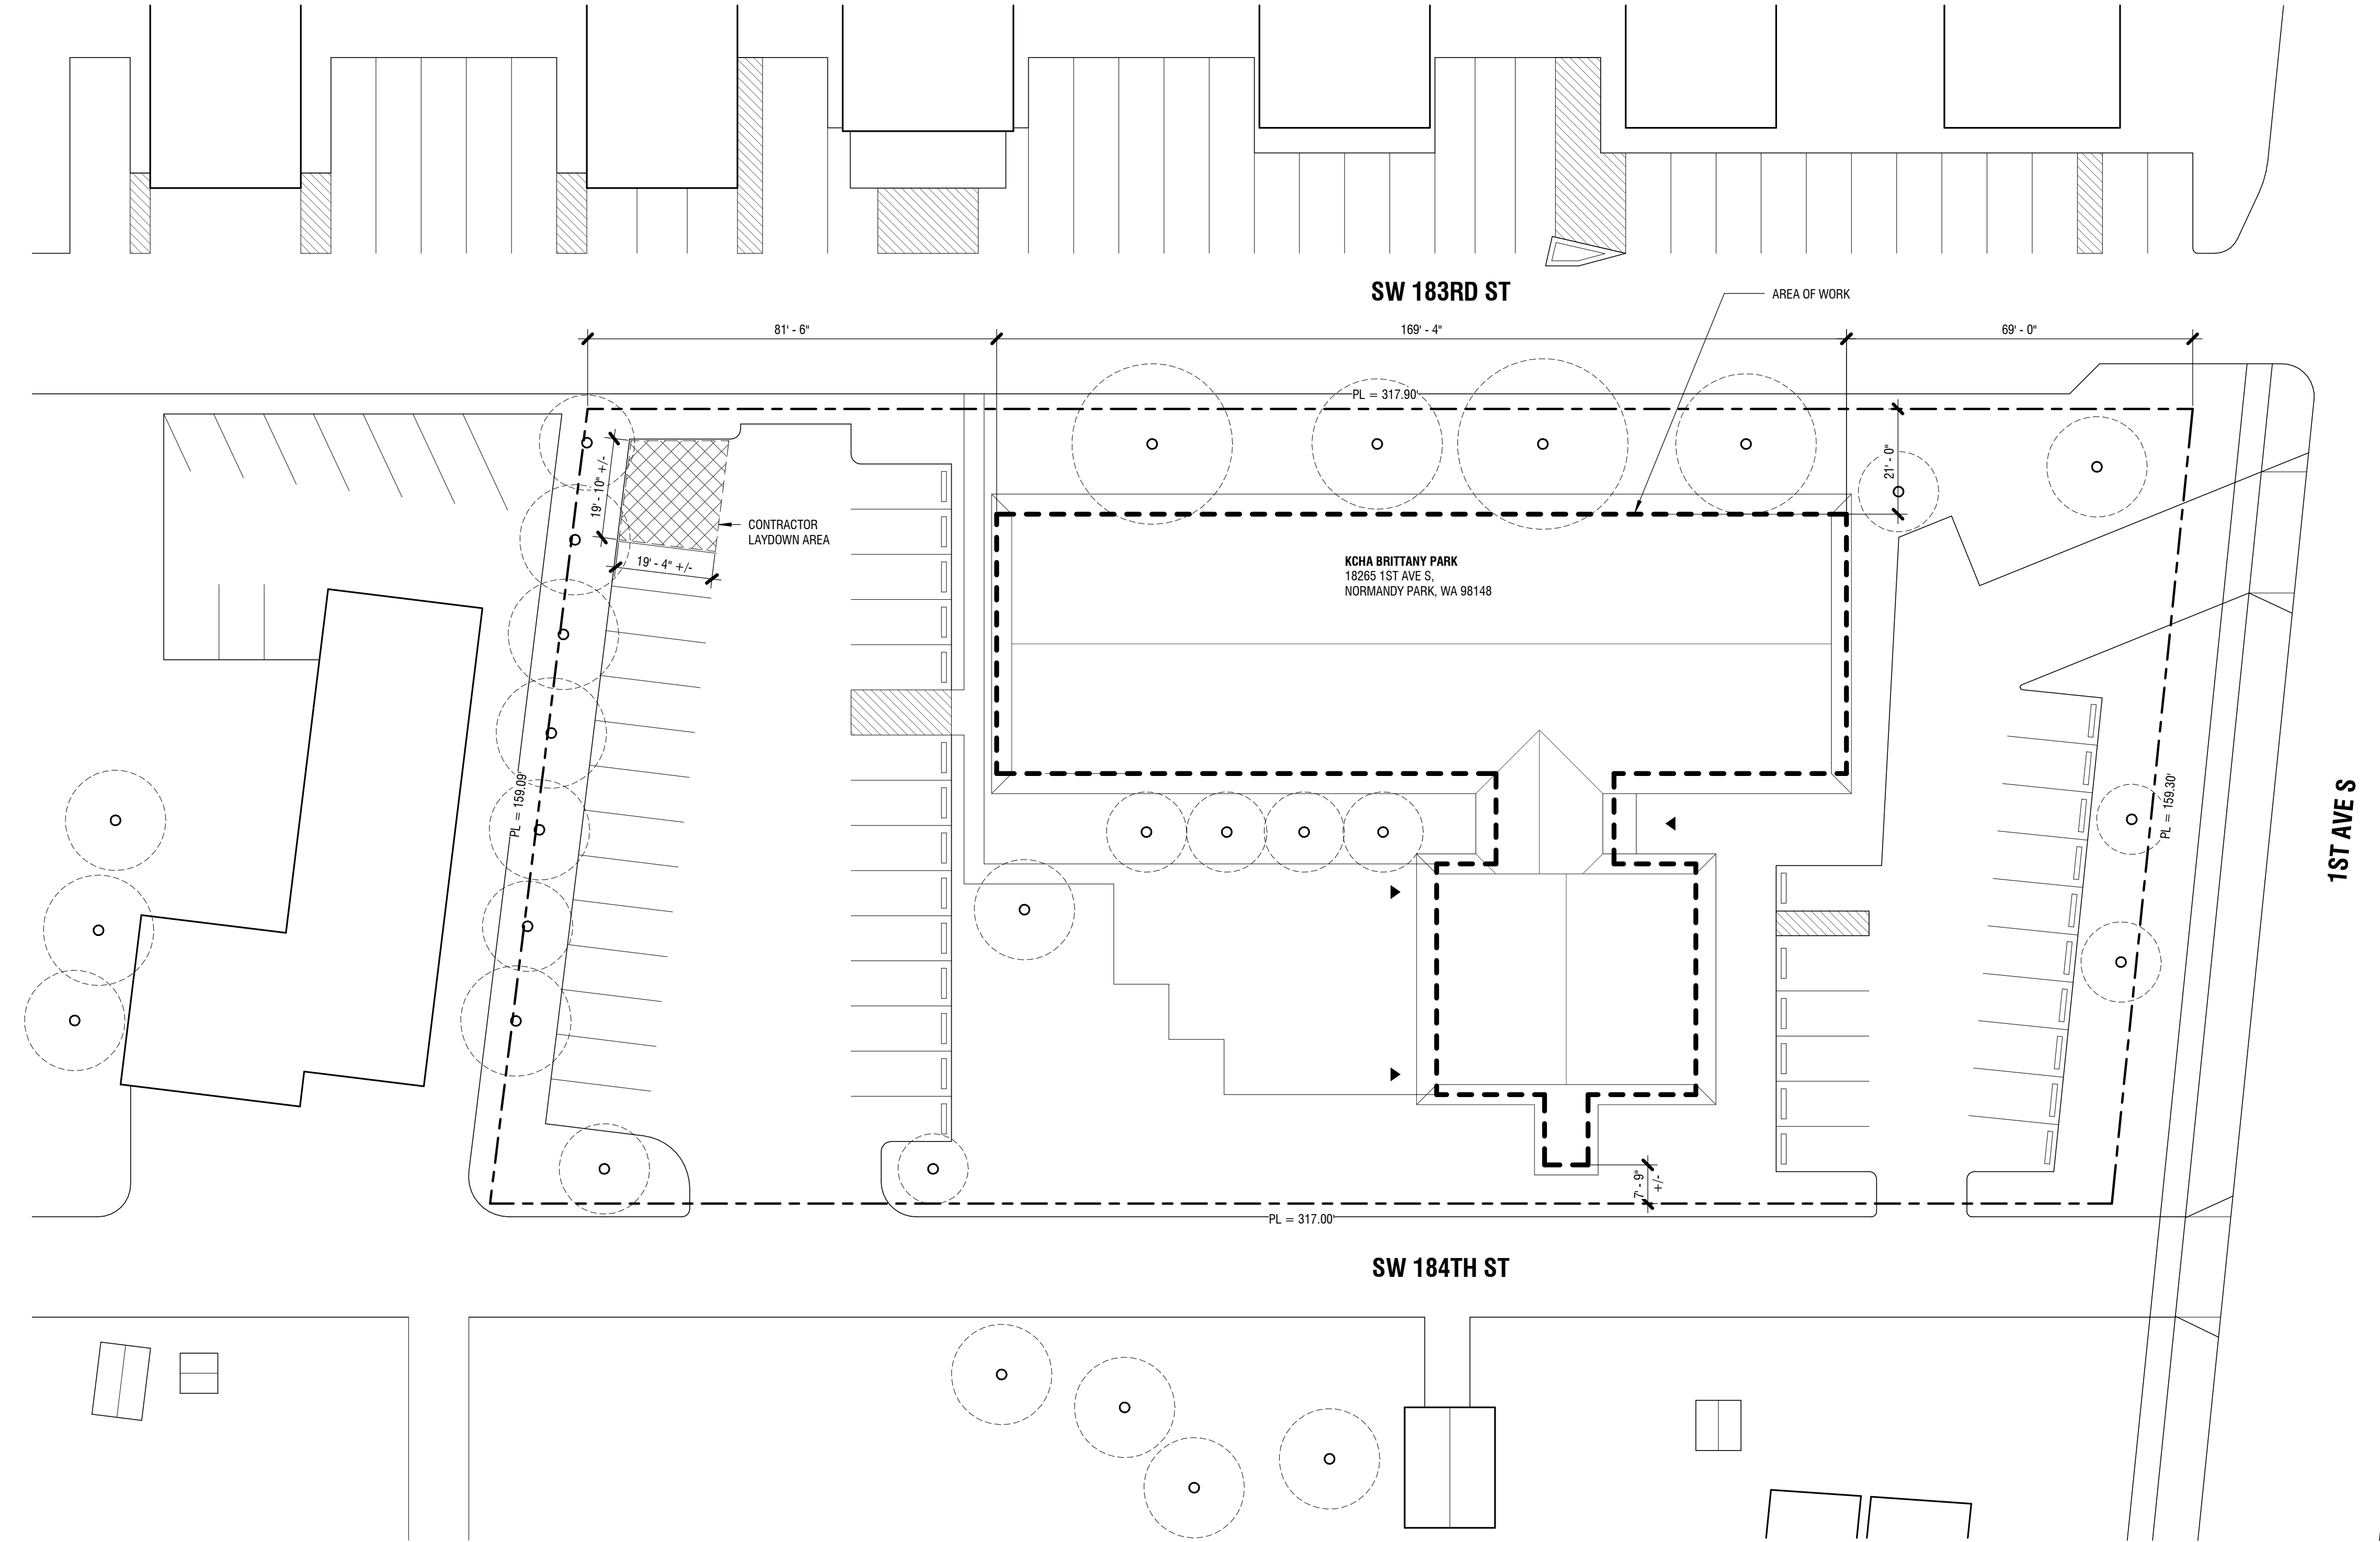 SW 183RD ST
AREA OF WORK
81' - 6"
169' - 4"
69' - 0"
PL = 317.90'
21' - 0"
19' - 10" +/-
CONTRACTOR
LAYDOWN AREA
19' - 4" +/-
KCHA BRITTANY PARK
18265 1ST AVE S,
NORMANDY PARK, WA 98148
PL = 159.09'
PL = 159.30'
1ST AVE S
7' - 9"
+/-
PL = 317.00'
SW 184TH ST